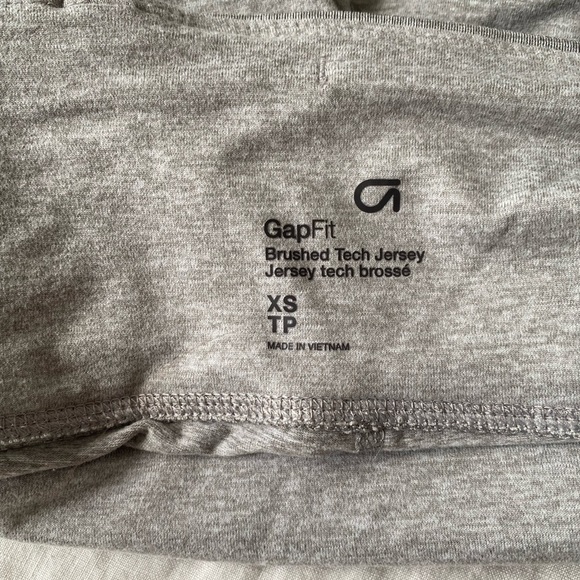 GapFit
Brushed Tech Jersey
Jersey tech brossé
XS
TP
MADE IN VIETNAM